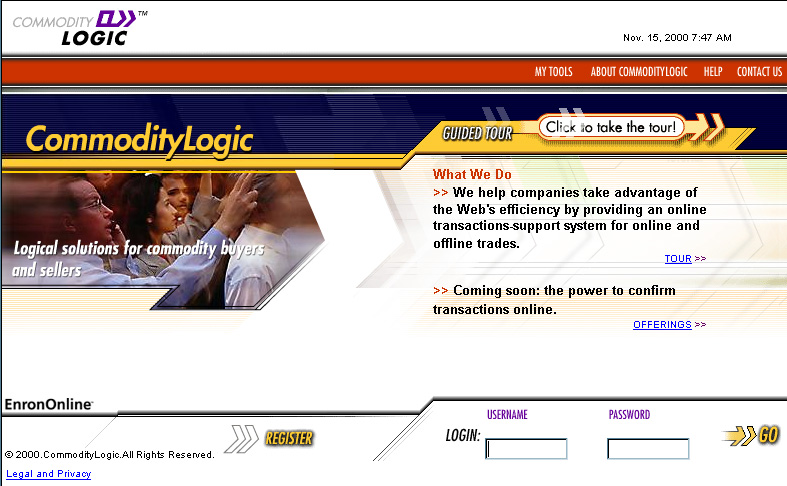 COMMODITY
LOGIC™
Nov. 15, 2000 7:47 AM
MY TOOLS ABOUT COMMODITYLOGIC HELP CONTACT US
CommodityLogic
GUIDED TOUR Click to take the tour!
What We Do
>> We help companies take advantage of
the Web's efficiency by providing an online
transactions-support system for online and
offline trades.
TOUR >>
Logical solutions for commodity buyers
and sellers
>> Coming soon: the power to confirm
transactions online.
OFFERINGS >>
EnronOnline™
USERNAME PASSWORD
REGISTER
LOGIN: GO
© 2000.CommodityLogic.All Rights Reserved.
Legal and Privacy